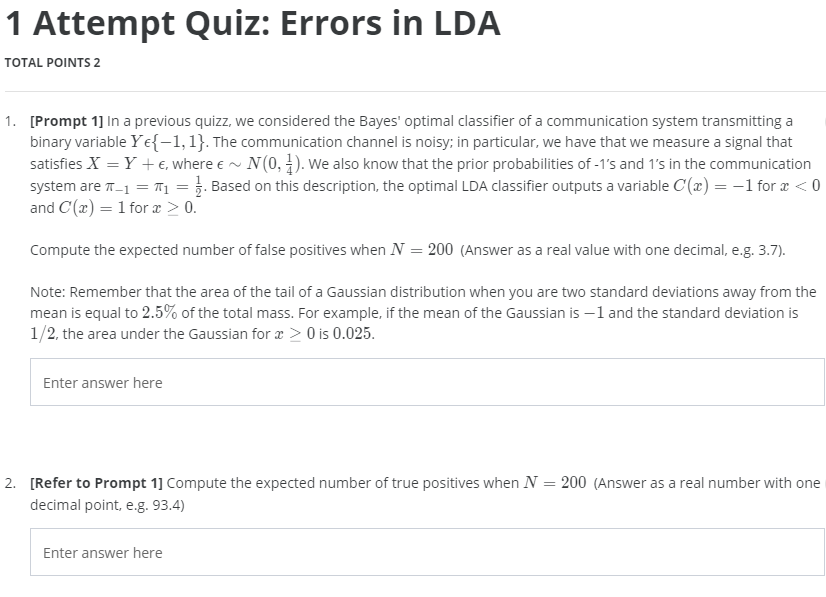 1 Attempt Quiz: Errors in LDA
TOTAL POINTS 2
1. [Prompt 1] In a previous quizz, we considered the Bayes' optimal classifier of a communication system transmitting a
binary variable Yϵ{−1, 1}. The communication channel is noisy; in particular, we have that we measure a signal that
satisfies X = Y + ϵ, where ϵ ∼ N(0, 1/4). We also know that the prior probabilities of -1's and 1's in the communication
system are π₋₁ = π₁ = 1/2. Based on this description, the optimal LDA classifier outputs a variable C(x) = −1 for x < 0
and C(x) = 1 for x ≥ 0.
Compute the expected number of false positives when N = 200 (Answer as a real value with one decimal, e.g. 3.7).
Note: Remember that the area of the tail of a Gaussian distribution when you are two standard deviations away from the
mean is equal to 2.5% of the total mass. For example, if the mean of the Gaussian is −1 and the standard deviation is
1/2, the area under the Gaussian for x ≥ 0 is 0.025.
Enter answer here
2. [Refer to Prompt 1] Compute the expected number of true positives when N = 200 (Answer as a real number with one
decimal point, e.g. 93.4)
Enter answer here